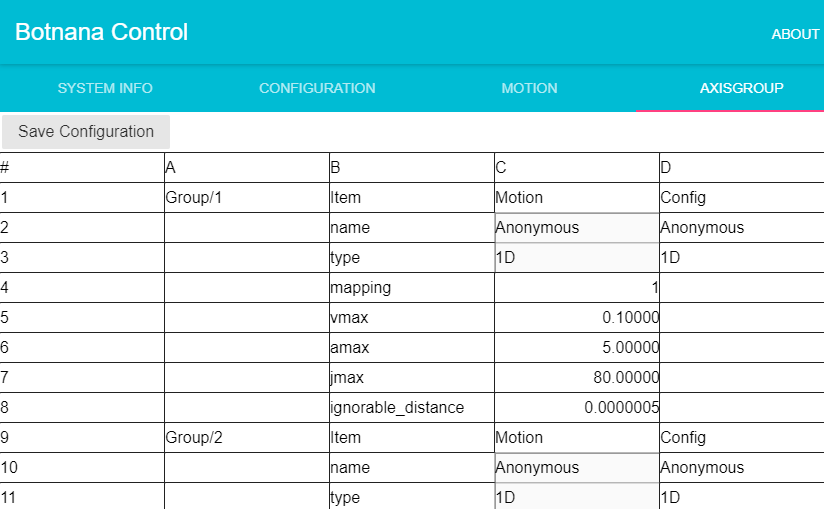 Botnana Control
ABOUT
SYSTEM INFO CONFIGURATION MOTION AXISGROUP
Save Configuration
# A B C D
1 Group/1 Item Motion Config
2 name Anonymous Anonymous
3 type 1D 1D
4 mapping 1
5 vmax 0.10000
6 amax 5.00000
7 jmax 80.00000
8 ignorable_distance 0.0000005
9 Group/2 Item Motion Config
10 name Anonymous Anonymous
11 type 1D 1D